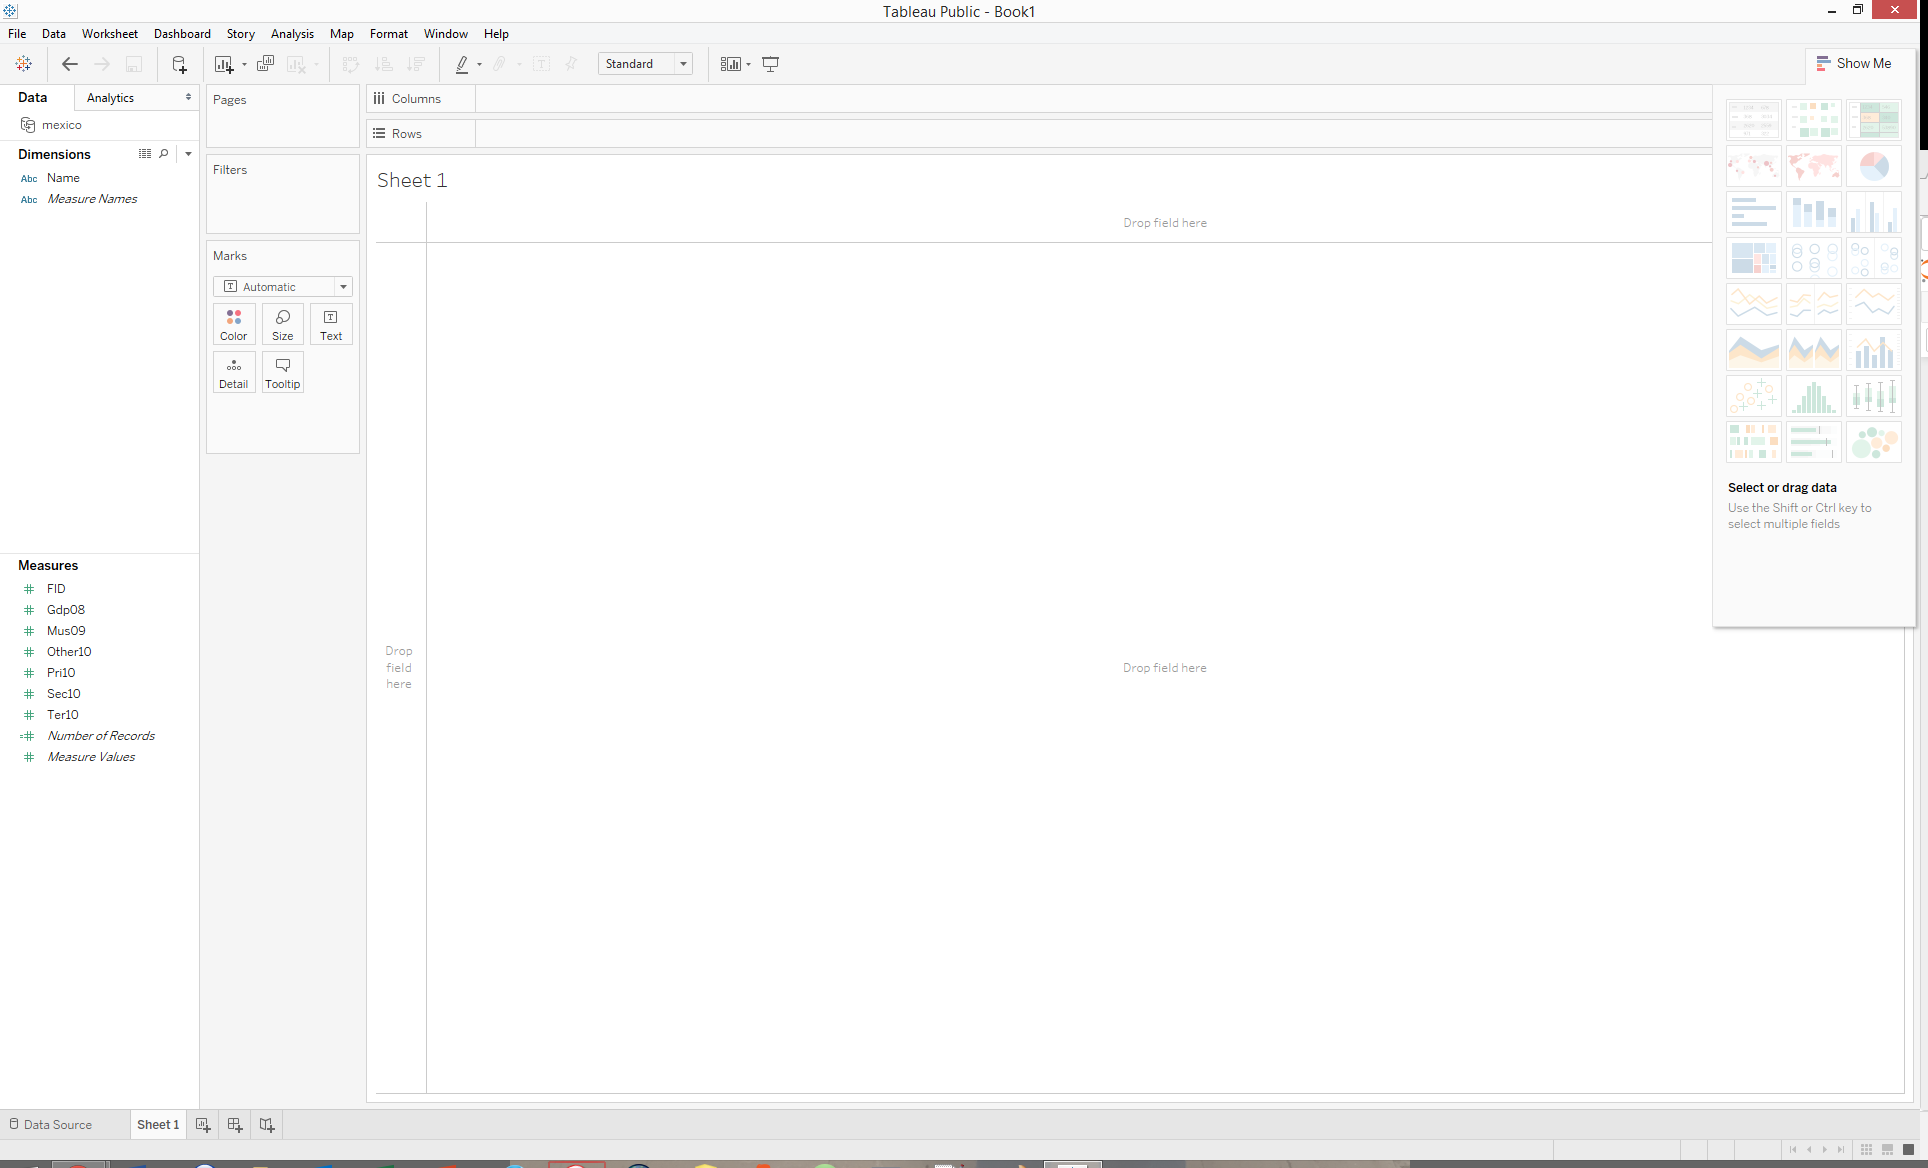 Tableau Public - Book1
File Data Worksheet Dashboard Story Analysis Map Format Window Help
Standard
Show Me
Data Analytics
mexico
Dimensions
Abc Name
Abc Measure Names
Measures
FID
Gdp08
Mus09
Other10
Pri10
Sec10
Ter10
Number of Records
Measure Values
Pages
Filters
Marks
Automatic
Color Size Text
Detail Tooltip
Columns
Rows
Sheet 1
Drop field here
Drop
field
here
Drop field here
Select or drag data
Use the Shift or Ctrl key to
select multiple fields
Data Source Sheet 1